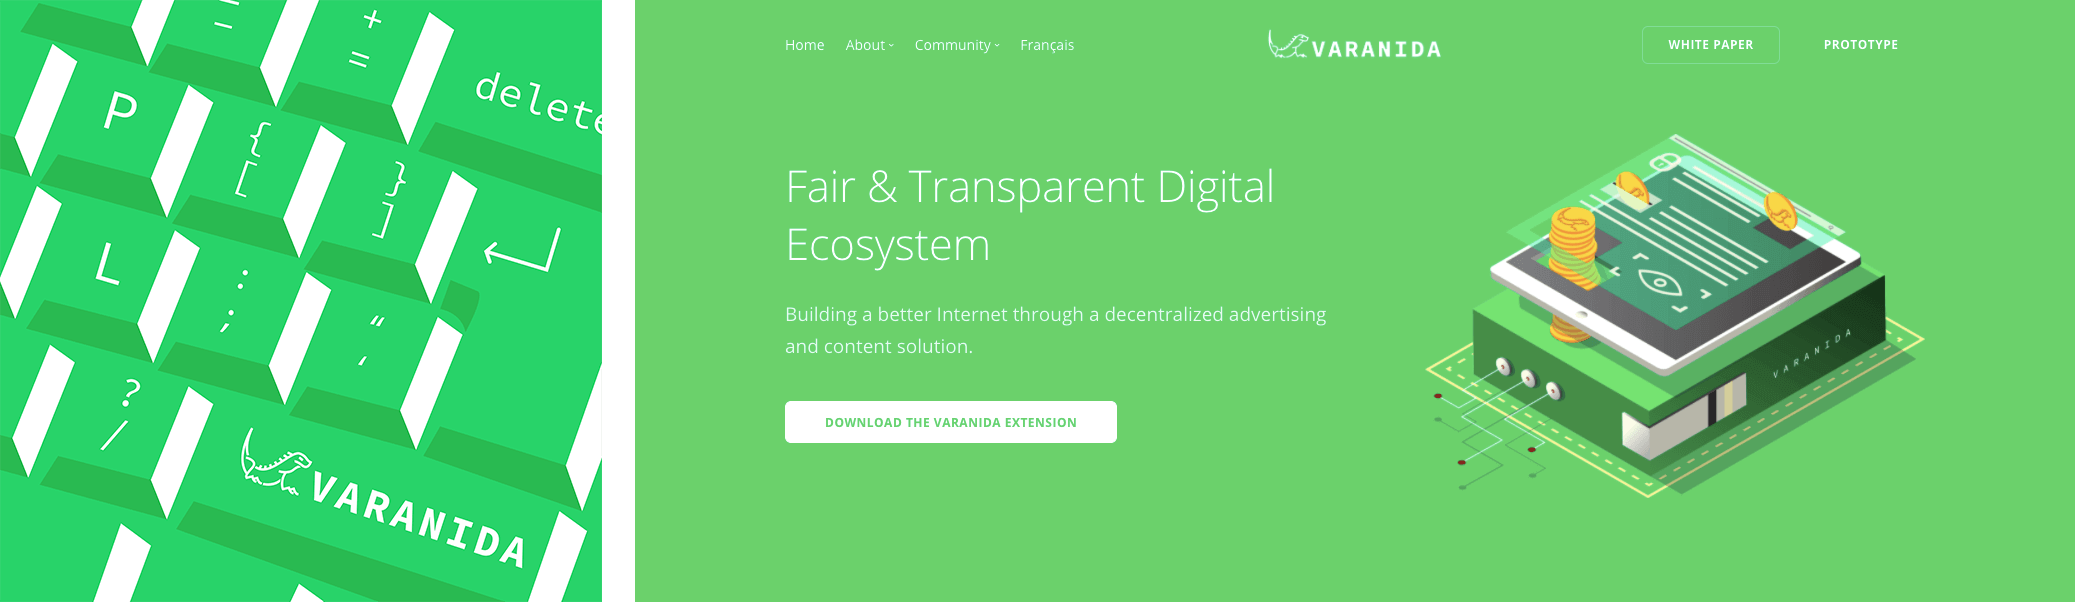 –
=
+
=
delete
P
{
[
}
]
L
:
;
"
,
?
/
VARANIDA
Home About Community Français
VARANIDA
WHITE PAPER PROTOTYPE
Fair & Transparent Digital
Ecosystem
Building a better Internet through a decentralized advertising
and content solution.
DOWNLOAD THE VARANIDA EXTENSION
VARANIDA